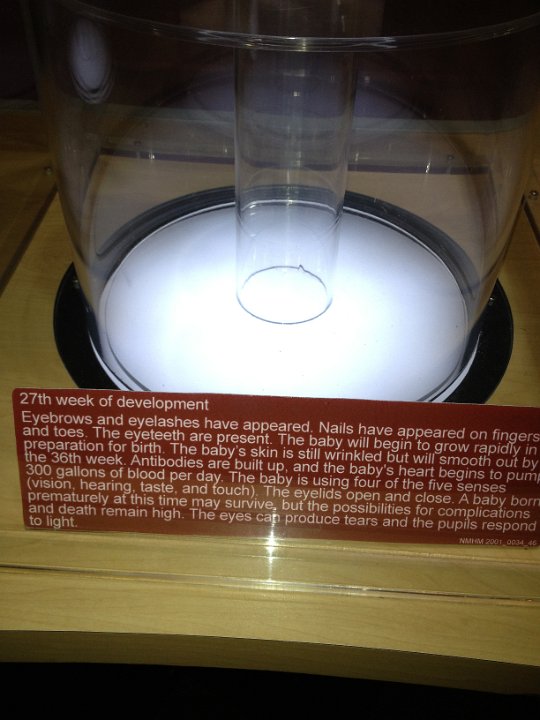 27th week of development
Eyebrows and eyelashes have appeared. Nails have appeared on fingers
and toes. The eyeteeth are present. The baby will begin to grow rapidly in
preparation for birth. The baby's skin is still wrinkled but will smooth out by
the 36th week. Antibodies are built up, and the baby's heart begins to pump
300 gallons of blood per day. The baby is using four of the five senses
(vision, hearing, taste, and touch). The eyelids open and close. A baby born
prematurely at this time may survive, but the possibilities for complications
and death remain high. The eyes can produce tears and the pupils respond
to light.
NMHM 2001_0034_46